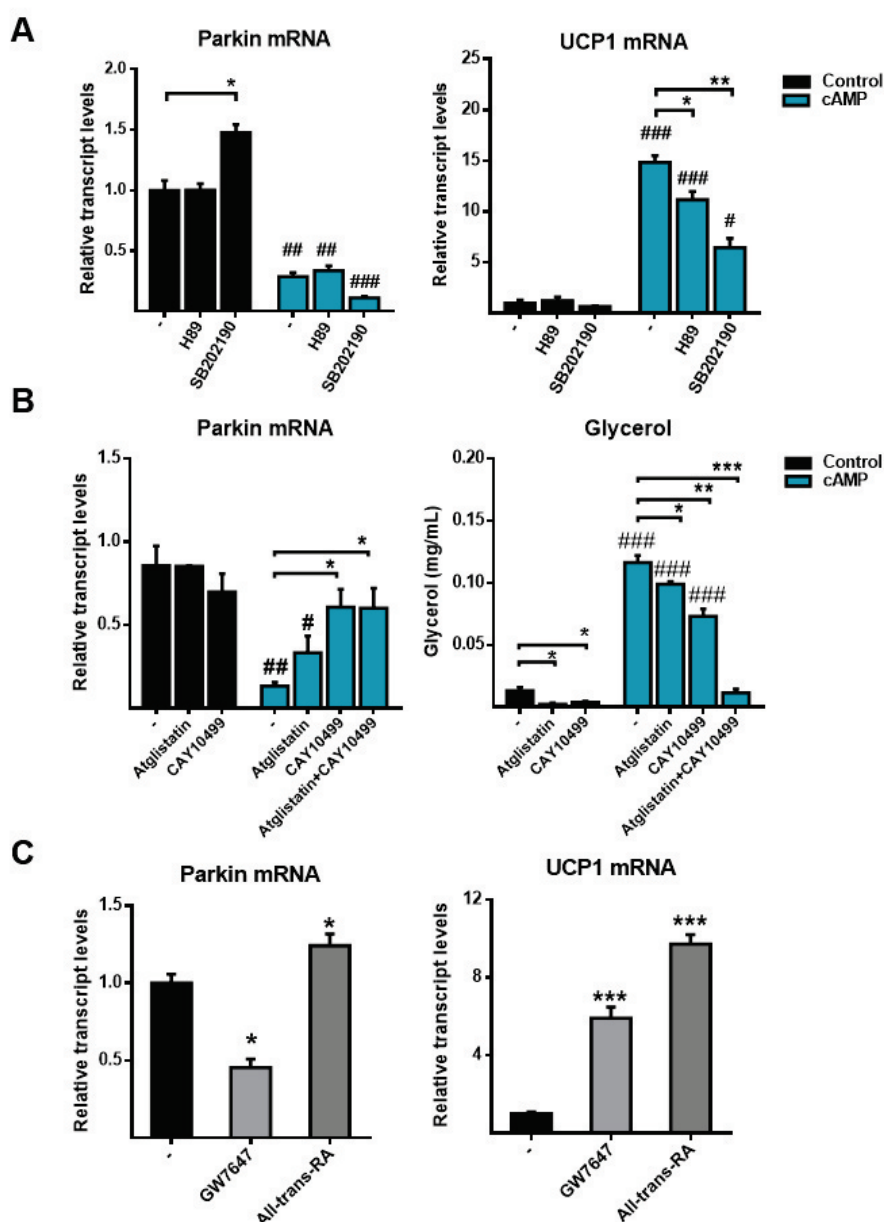 A
Parkin mRNA
Relative transcript levels
2.0
1.5
1.0
0.5
*
##
##
###
-
H89
SB202190
-
H89
SB202190
UCP1 mRNA
Relative transcript levels
25
20
15
10
5
**
*
###
###
#
-
H89
SB202190
-
H89
SB202190
Control
cAMP
B
Parkin mRNA
Relative transcript levels
1.5
1.0
0.5
*
*
##
#
-
Atglistatin
CAY10499
-
Atglistatin
CAY10499
Atglistatin+CAY10499
Glycerol
Glycerol (mg/mL)
0.20
0.15
0.10
0.05
***
**
*
###
###
###
*
*
-
Atglistatin
CAY10499
-
Atglistatin
CAY10499
Atglistatin+CAY10499
Control
cAMP
C
Parkin mRNA
Relative transcript levels
1.5
1.0
0.5
*
*
-
GW7647
All-trans-RA
UCP1 mRNA
Relative transcript levels
12
8
4
***
***
-
GW7647
All-trans-RA